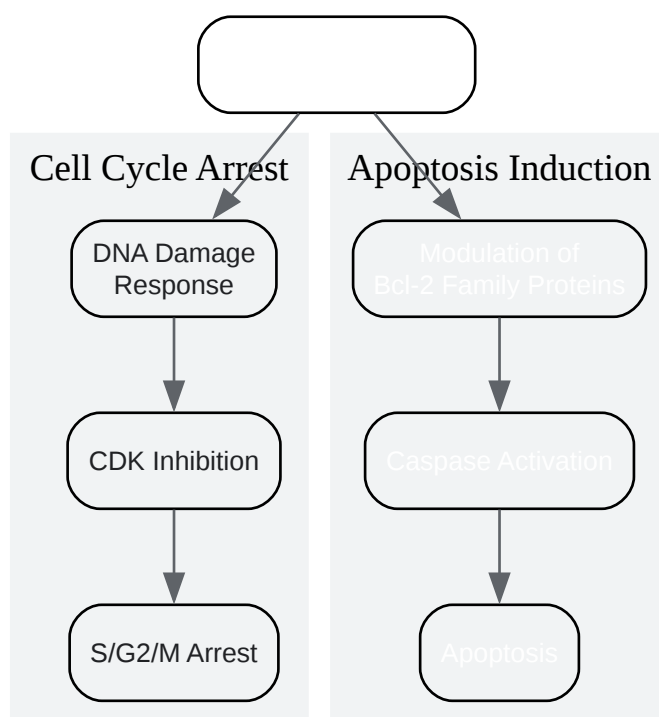 Cell Cycle Arrest
Apoptosis Induction
DNA Damage
Response
Modulation of
Bcl-2 Family Proteins
CDK Inhibition
Caspase Activation
S/G2/M Arrest
Apoptosis